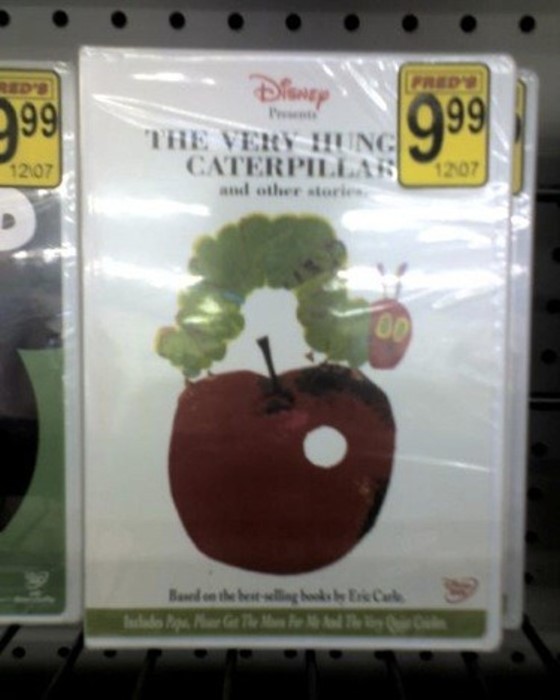 RED'S
9.99
12\07
Disney
Presents
THE VERY HUNG
CATERPILLAR
and other stories.
FRED'S
9.99
12\07
Based on the best-selling books by Eric Carle.
Includes Papa, Please Get The Moon For Me And The Very Quiet Cricket.